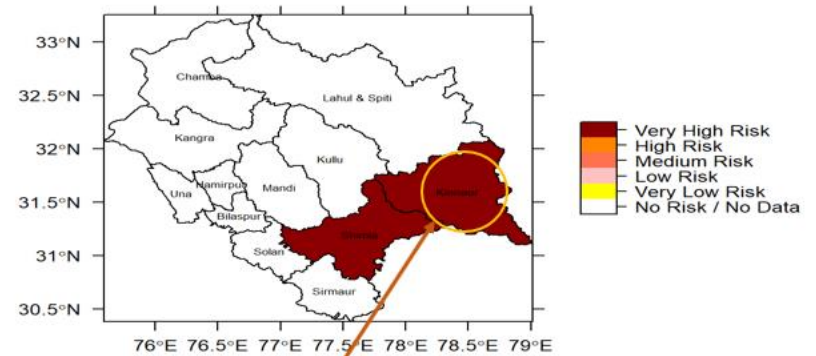 33°N
32.5°N
32°N
31.5°N
31°N
30.5°N
Chamba
Lahul & Spiti
Kangra
Kullu
Una
Hamirpur
Mandi
Kinnaur
Bilaspur
Shimla
Solan
Sirmaur
76°E 76.5°E 77°E 77.5°E 78°E 78.5°E 79°E
Very High Risk
High Risk
Medium Risk
Low Risk
Very Low Risk
No Risk / No Data